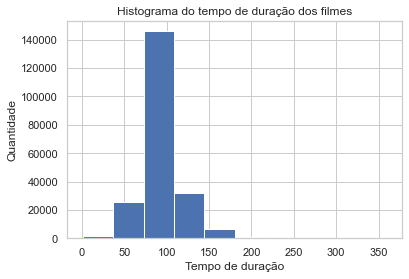 Histograma do tempo de duração dos filmes
140000
120000
100000
80000
60000
40000
20000
0
Quantidade
0 50 100 150 200 250 300 350
Tempo de duração